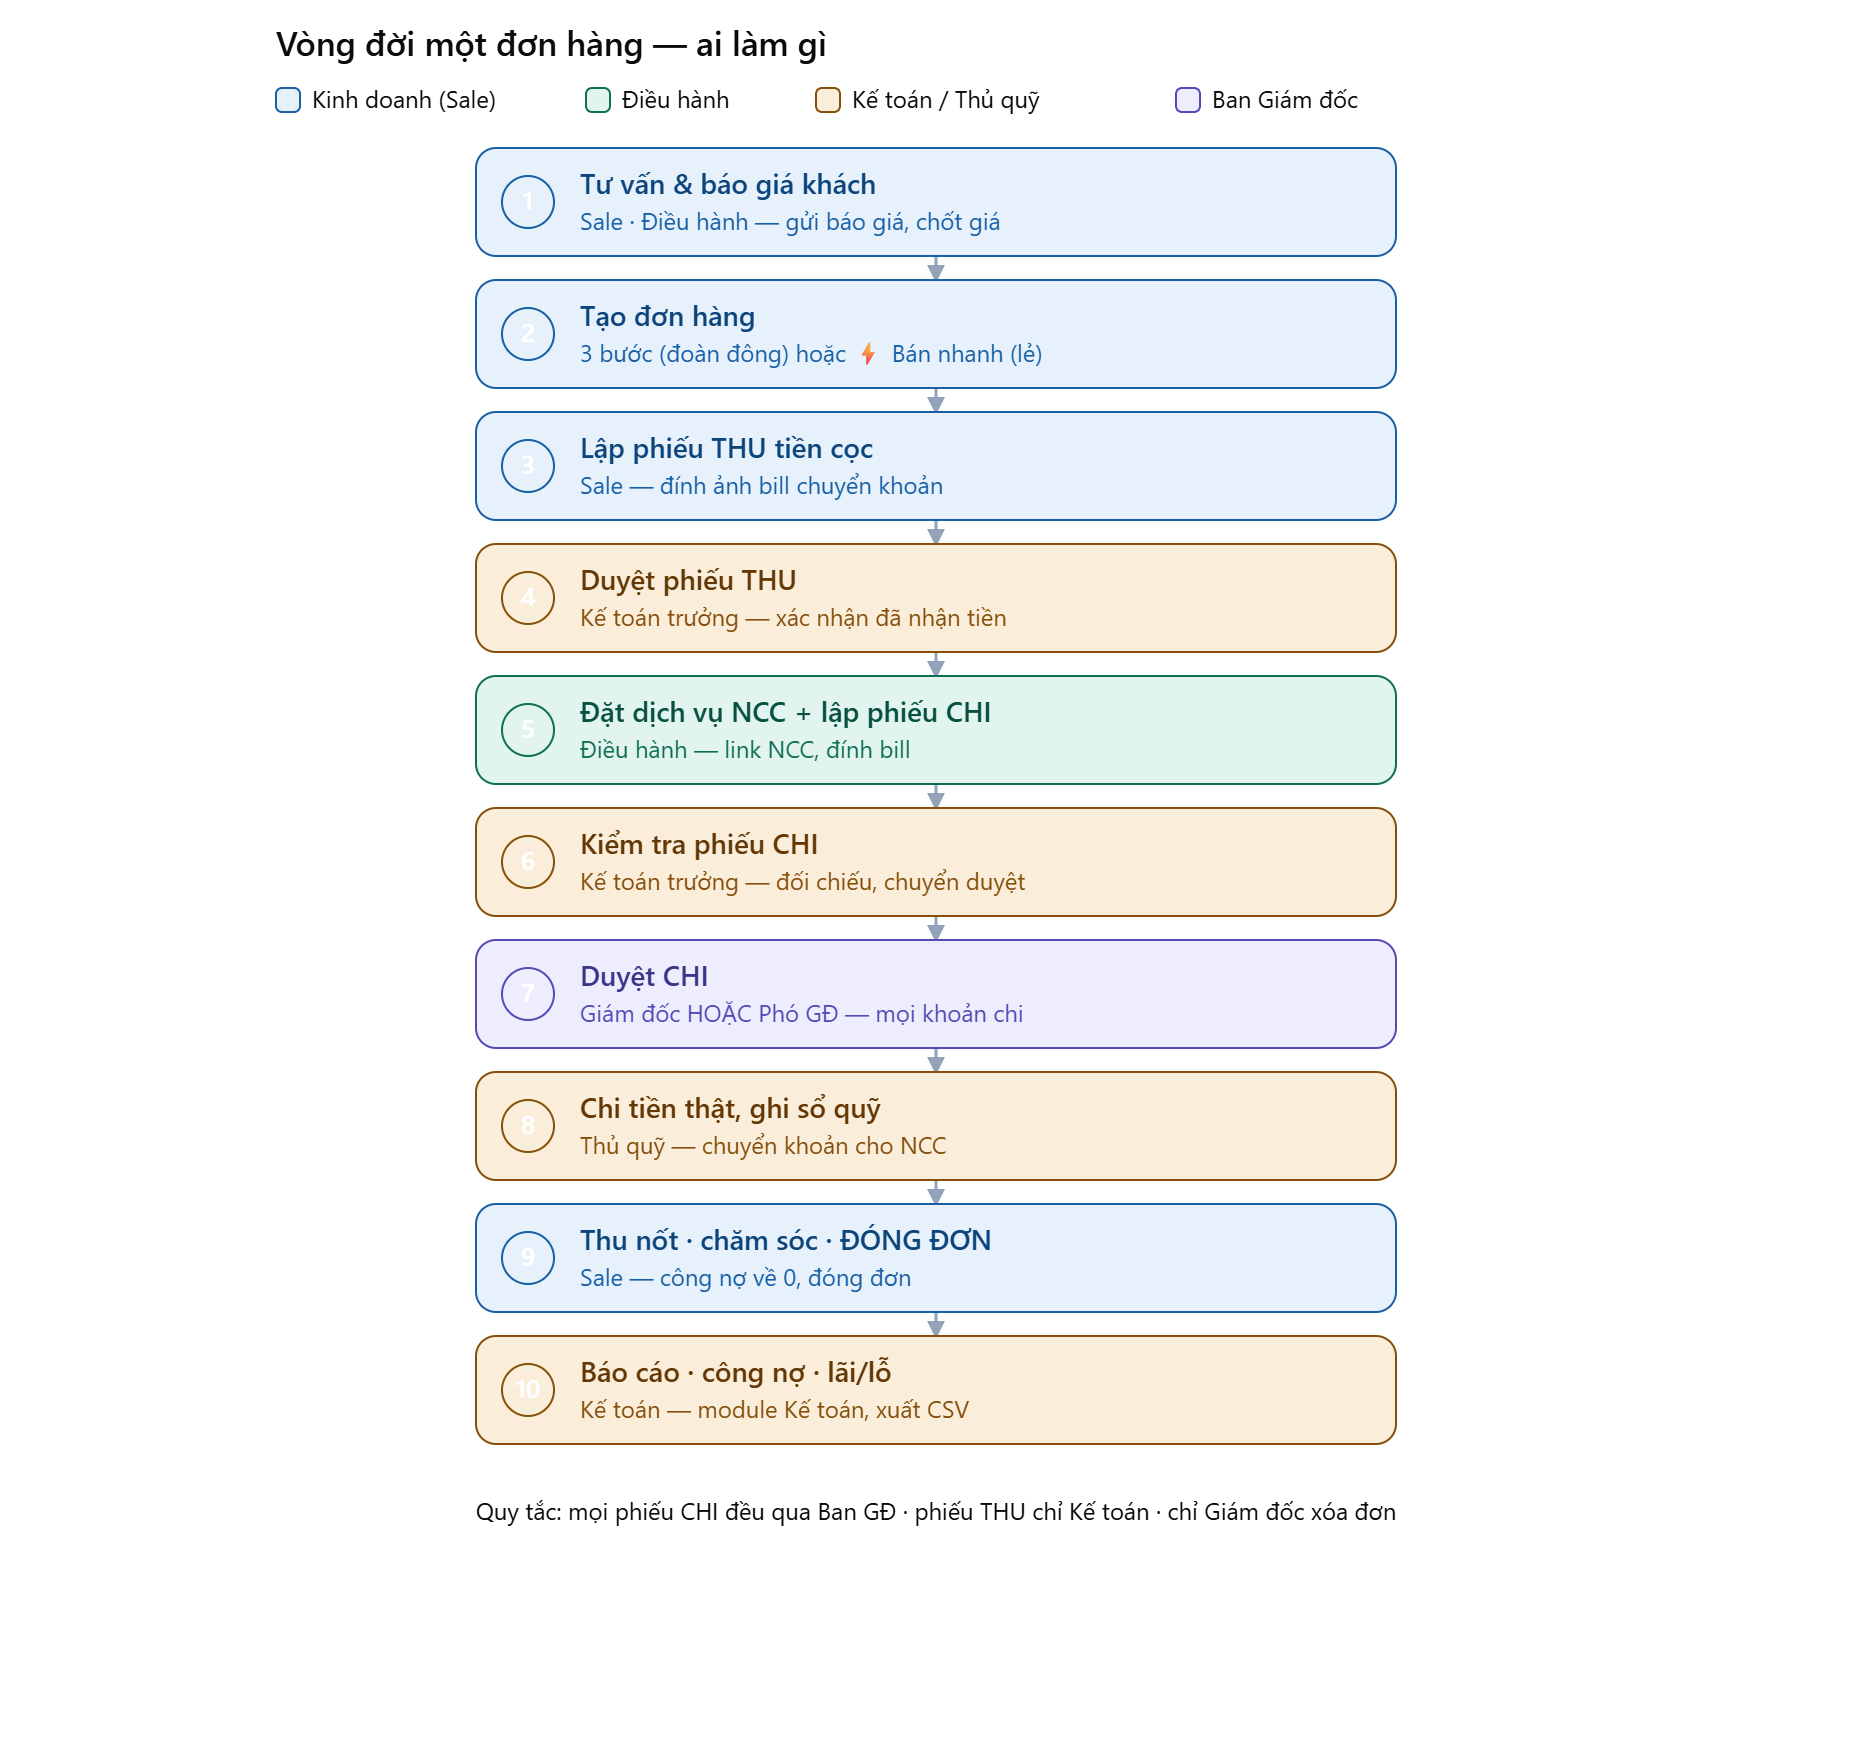 Vòng đời một đơn hàng — ai làm gì
Kinh doanh (Sale)
Điều hành
Kế toán / Thủ quỹ
Ban Giám đốc
1
Tư vấn & báo giá khách
Sale · Điều hành — gửi báo giá, chốt giá
2
Tạo đơn hàng
3 bước (đoàn đông) hoặc ⚡ Bán nhanh (lẻ)
3
Lập phiếu THU tiền cọc
Sale — đính ảnh bill chuyển khoản
4
Duyệt phiếu THU
Kế toán trưởng — xác nhận đã nhận tiền
5
Đặt dịch vụ NCC + lập phiếu CHI
Điều hành — link NCC, đính bill
6
Kiểm tra phiếu CHI
Kế toán trưởng — đối chiếu, chuyển duyệt
7
Duyệt CHI
Giám đốc HOẶC Phó GĐ — mọi khoản chi
8
Chi tiền thật, ghi sổ quỹ
Thủ quỹ — chuyển khoản cho NCC
9
Thu nốt · chăm sóc · ĐÓNG ĐƠN
Sale — công nợ về 0, đóng đơn
10
Báo cáo · công nợ · lãi/lỗ
Kế toán — module Kế toán, xuất CSV
Quy tắc: mọi phiếu CHI đều qua Ban GĐ · phiếu THU chỉ Kế toán · chỉ Giám đốc xóa đơn